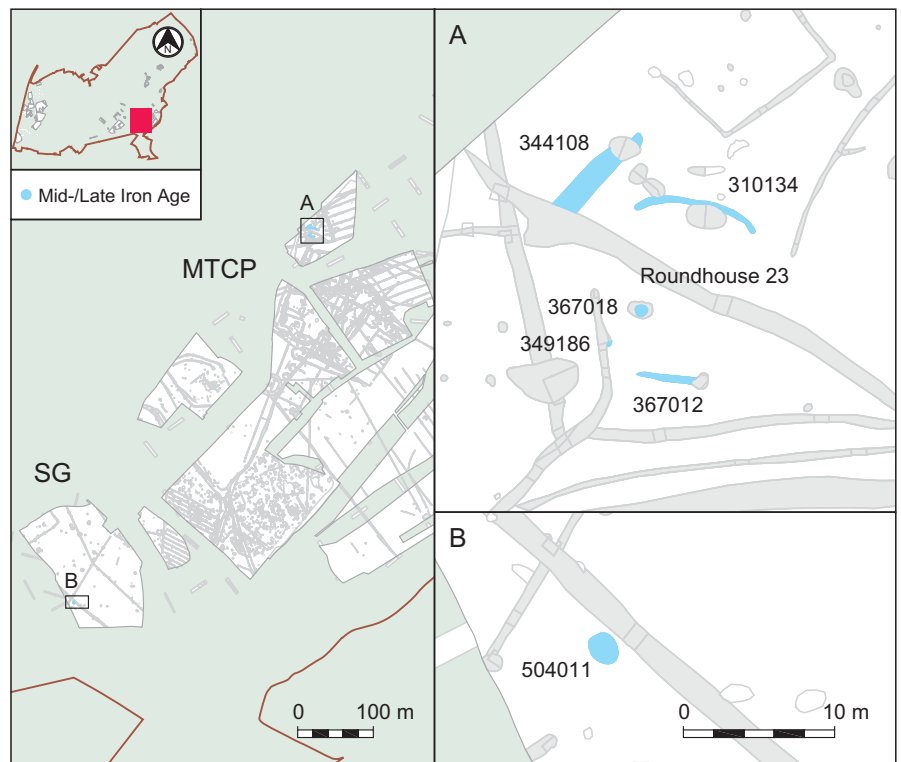 N
Mid-/Late Iron Age
A
MTCP
SG
B
0 100 m
A
344108
310134
Roundhouse 23
367018
349186
367012
B
504011
0 10 m